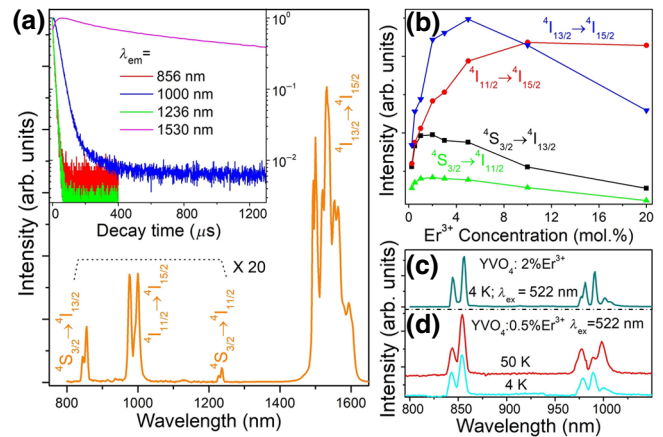 (a)
λem=
856 nm
1000 nm
1236 nm
1530 nm
10⁰
10⁻¹
10⁻²
0 400 800 1200
Decay time (μs)
X 20
⁴S₃/₂→⁴I₁₃/₂
⁴I₁₁/₂→⁴I₁₅/₂
⁴S₃/₂→⁴I₁₁/₂
⁴I₁₃/₂→⁴I₁₅/₂
Intensity (arb. units)
800 1000 1200 1400 1600
Wavelength (nm)
(b)
⁴I₁₃/₂→⁴I₁₅/₂
⁴I₁₁/₂→⁴I₁₅/₂
⁴S₃/₂→⁴I₁₃/₂
⁴S₃/₂→⁴I₁₁/₂
Intensity (arb. units)
0 5 10 15 20
Er³⁺ Concentration (mol.%)
(c)
YVO₄: 2%Er³⁺
4 K; λex = 522 nm
(d)
YVO₄:0.5%Er³⁺ λex=522 nm
50 K
4 K
Intensity (arb. units)
800 850 900 950 1000
Wavelength (nm)